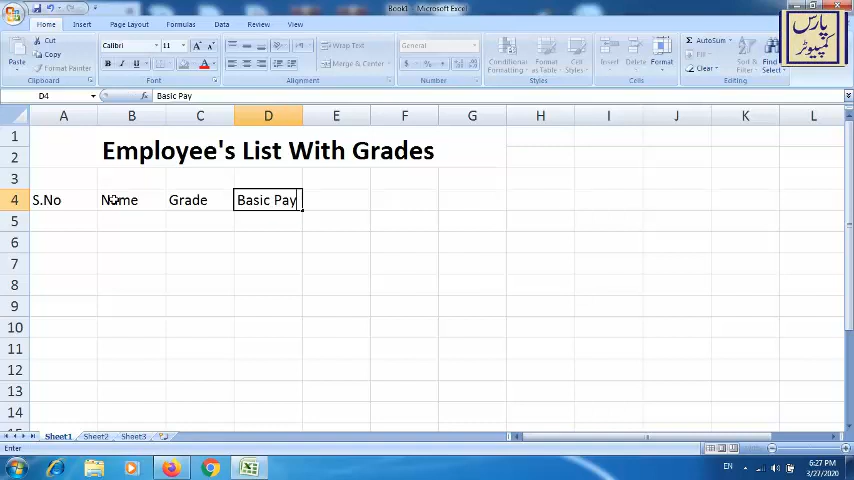 Book1 - Microsoft Excel
Home Insert Page Layout Formulas Data Review View
Cut
Copy
Format Painter
Paste
Clipboard
Calibri 11
B I U
Font
Wrap Text
Merge & Center
Alignment
General
$ % ,
Number
Conditional Formatting
Format as Table
Cell Styles
Styles
Insert Delete Format
Cells
AutoSum
Fill
Clear
Sort & Filter
Find & Select
پارس
کمپیوٹر
D4 fx Basic Pay
A B C D E F G H I J K L
1
Employee's List With Grades
2
3
4 S.No Name Grade Basic Pay
5
6
7
8
9
10
11
12
13
14
Sheet1 Sheet2 Sheet3
Enter
100%
EN 6:27 PM
3/27/2020